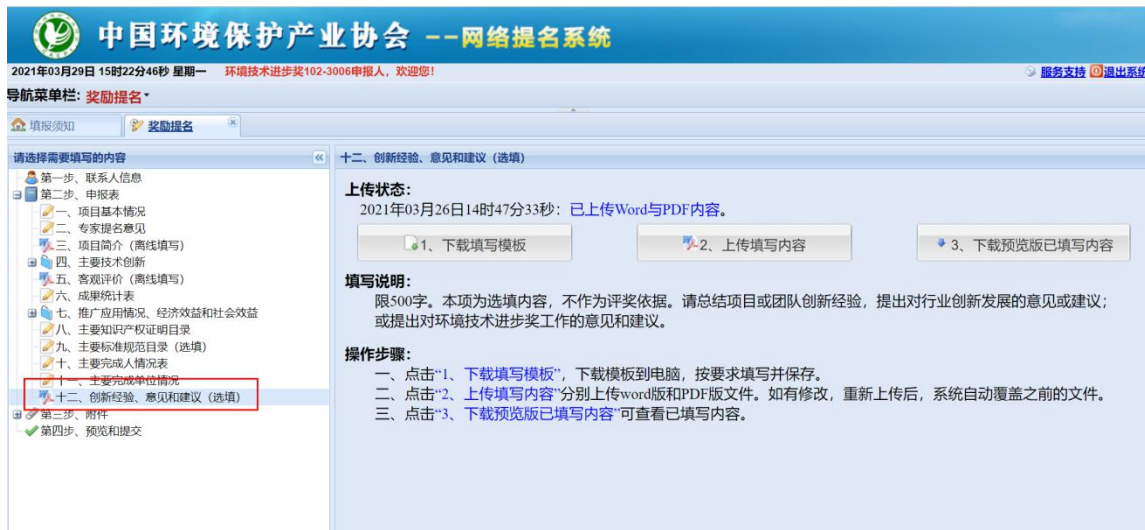 中国环境保护产业协会 --网络提名系统
2021年03月29日 15时22分46秒 星期一 环境技术进步奖102-3006申报人，欢迎您!
服务支持 退出系统
导航菜单栏: 奖励提名
填报须知 奖励提名
请选择需要填写的内容
第一步、联系人信息
第二步、申报表
一、项目基本情况
二、专家提名意见
三、项目简介（离线填写）
四、主要技术创新
五、客观评价（离线填写）
六、成果统计表
七、推广应用情况、经济效益和社会效益
八、主要知识产权证明目录
九、主要标准规范目录（选填）
十、主要完成人情况表
十一、主要完成单位情况
十二、创新经验、意见和建议（选填）
第三步、附件
第四步、预览和提交
十二、创新经验、意见和建议（选填）
上传状态：
2021年03月26日14时47分33秒：已上传Word与PDF内容。
1、下载填写模板 2、上传填写内容 3、下载预览版已填写内容
填写说明：
限500字。本项为选填内容，不作为评奖依据。请总结项目或团队创新经验，提出对行业创新发展的意见或建议；
或提出对环境技术进步奖工作的意见和建议。
操作步骤：
一、点击“1、下载填写模板”，下载模板到电脑，按要求填写并保存。
二、点击“2、上传填写内容”分别上传word版和PDF版文件。如有修改，重新上传后，系统自动覆盖之前的文件。
三、点击“3、下载预览版已填写内容”可查看已填写内容。